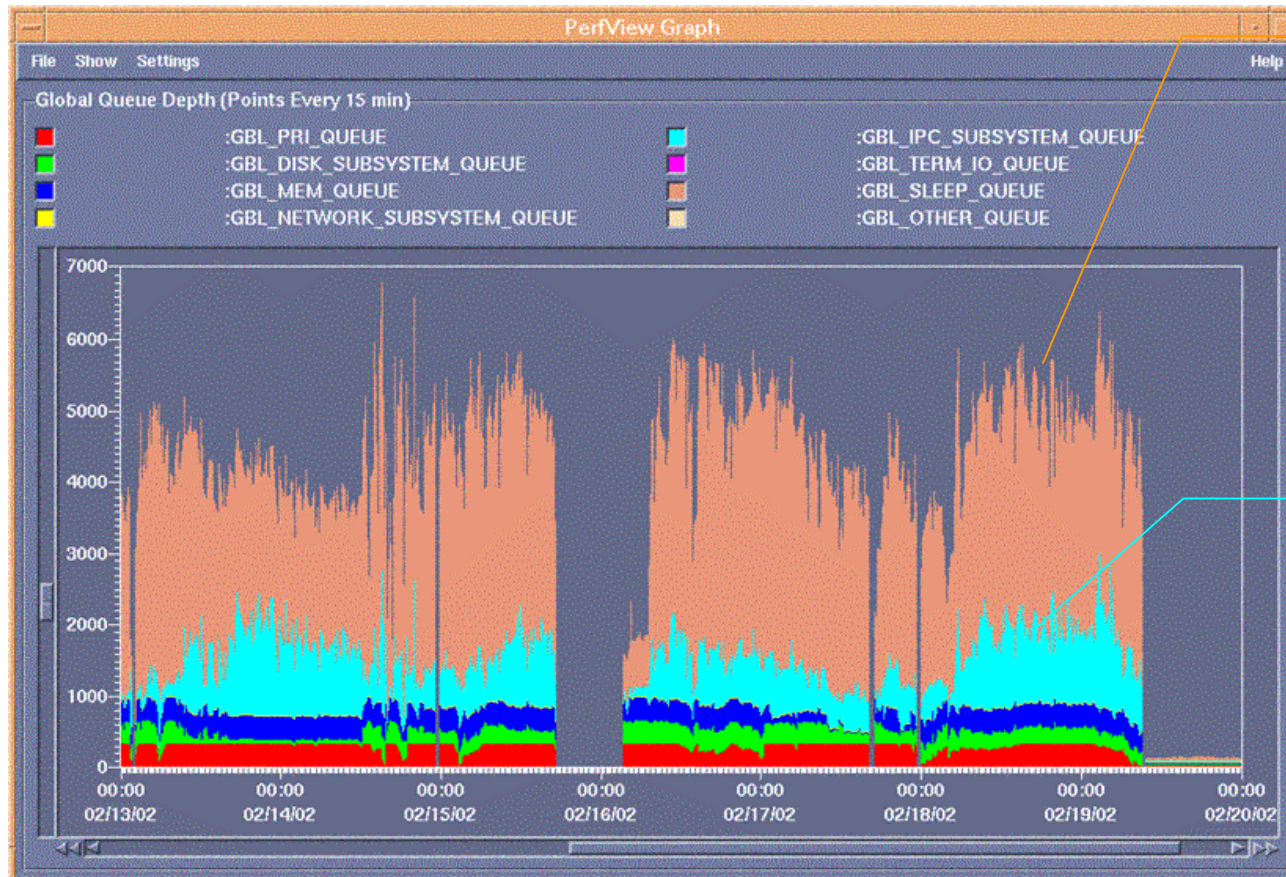 PerfView Graph
File Show Settings Help
Global Queue Depth (Points Every 15 min)
:GBL_PRI_QUEUE :GBL_IPC_SUBSYSTEM_QUEUE
:GBL_DISK_SUBSYSTEM_QUEUE :GBL_TERM_IO_QUEUE
:GBL_MEM_QUEUE :GBL_SLEEP_QUEUE
:GBL_NETWORK_SUBSYSTEM_QUEUE :GBL_OTHER_QUEUE
7000
6000
5000
4000
3000
2000
1000
0
00:00 00:00 00:00 00:00 00:00 00:00 00:00 00:00
02/13/02 02/14/02 02/15/02 02/16/02 02/17/02 02/18/02 02/19/02 02/20/02